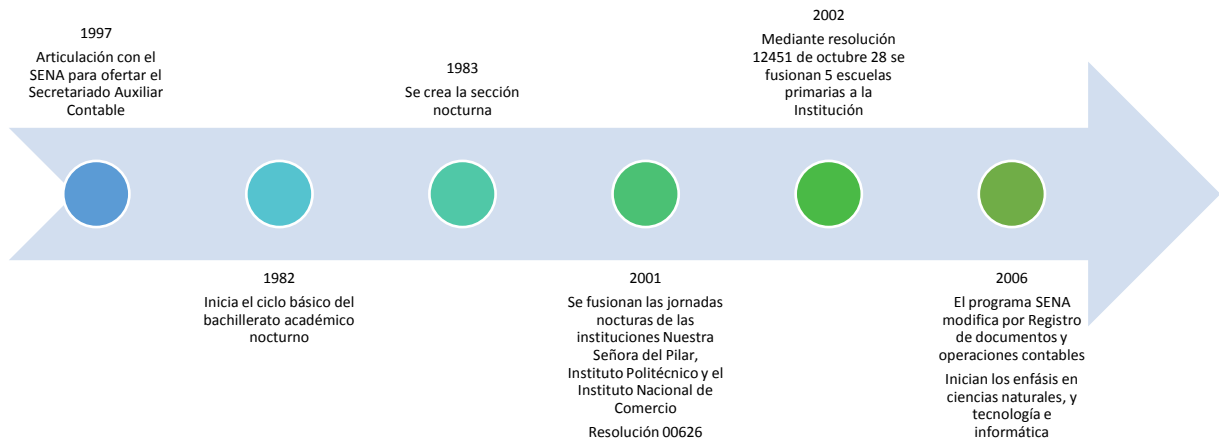 1997
Articulación con el
SENA para ofertar el
Secretariado Auxiliar
Contable
1982
Inicia el ciclo básico del
bachillerato académico
nocturno
1983
Se crea la sección
nocturna
2001
Se fusionan las jornadas
nocturas de las
instituciones Nuestra
Señora del Pilar,
Instituto Politécnico y el
Instituto Nacional de
Comercio
Resolución 00626
2002
Mediante resolución
12451 de octubre 28 se
fusionan 5 escuelas
primarias a la
Institución
2006
El programa SENA
modifica por Registro
de documentos y
operaciones contables
Inician los enfásis en
ciencias naturales, y
tecnología e
informática